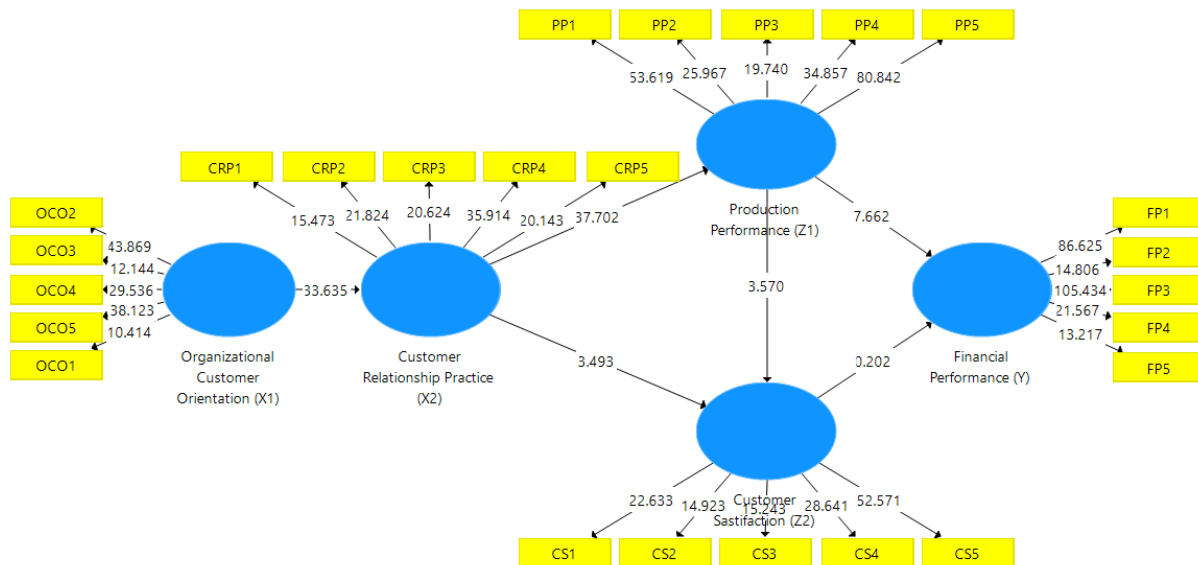 PP1
PP2
PP3
PP4
PP5
53.619
25.967
19.740
34.857
80.842
CRP1
CRP2
CRP3
CRP4
CRP5
15.473
21.824
20.624
35.914
20.143
37.702
Production
Performance (Z1)
7.662
OCO2
OCO3
OCO4
OCO5
OCO1
43.869
12.144
29.536
38.123
10.414
33.635
Organizational
Customer
Orientation (X1)
Customer
Relationship Practice
(X2)
3.570
3.493
0.202
86.625
14.806
105.434
21.567
13.217
FP1
FP2
FP3
FP4
FP5
Financial
Performance (Y)
Customer
Sastifaction (Z2)
22.633
14.923
15.243
28.641
52.571
CS1
CS2
CS3
CS4
CS5